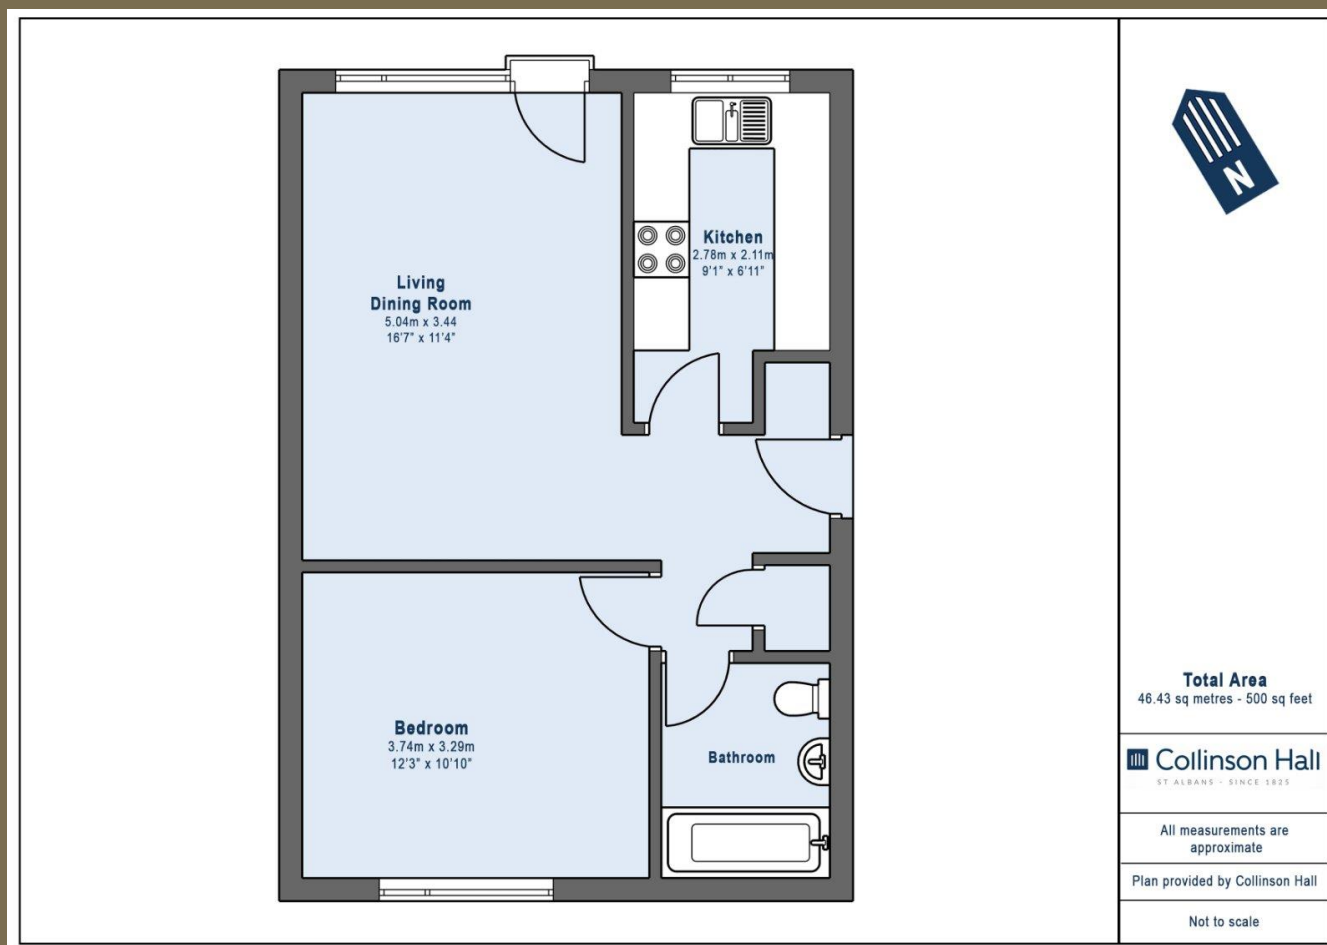 Kitchen
2.78m x 2.11m
9'1" x 6'11"
Living
Dining Room
5.04m x 3.44
16'7" x 11'4"
Bedroom
3.74m x 3.29m
12'3" x 10'10"
Bathroom
N
Total Area
46.43 sq metres - 500 sq feet
Collinson Hall
ST ALBANS - SINCE 1825
All measurements are
approximate
Plan provided by Collinson Hall
Not to scale